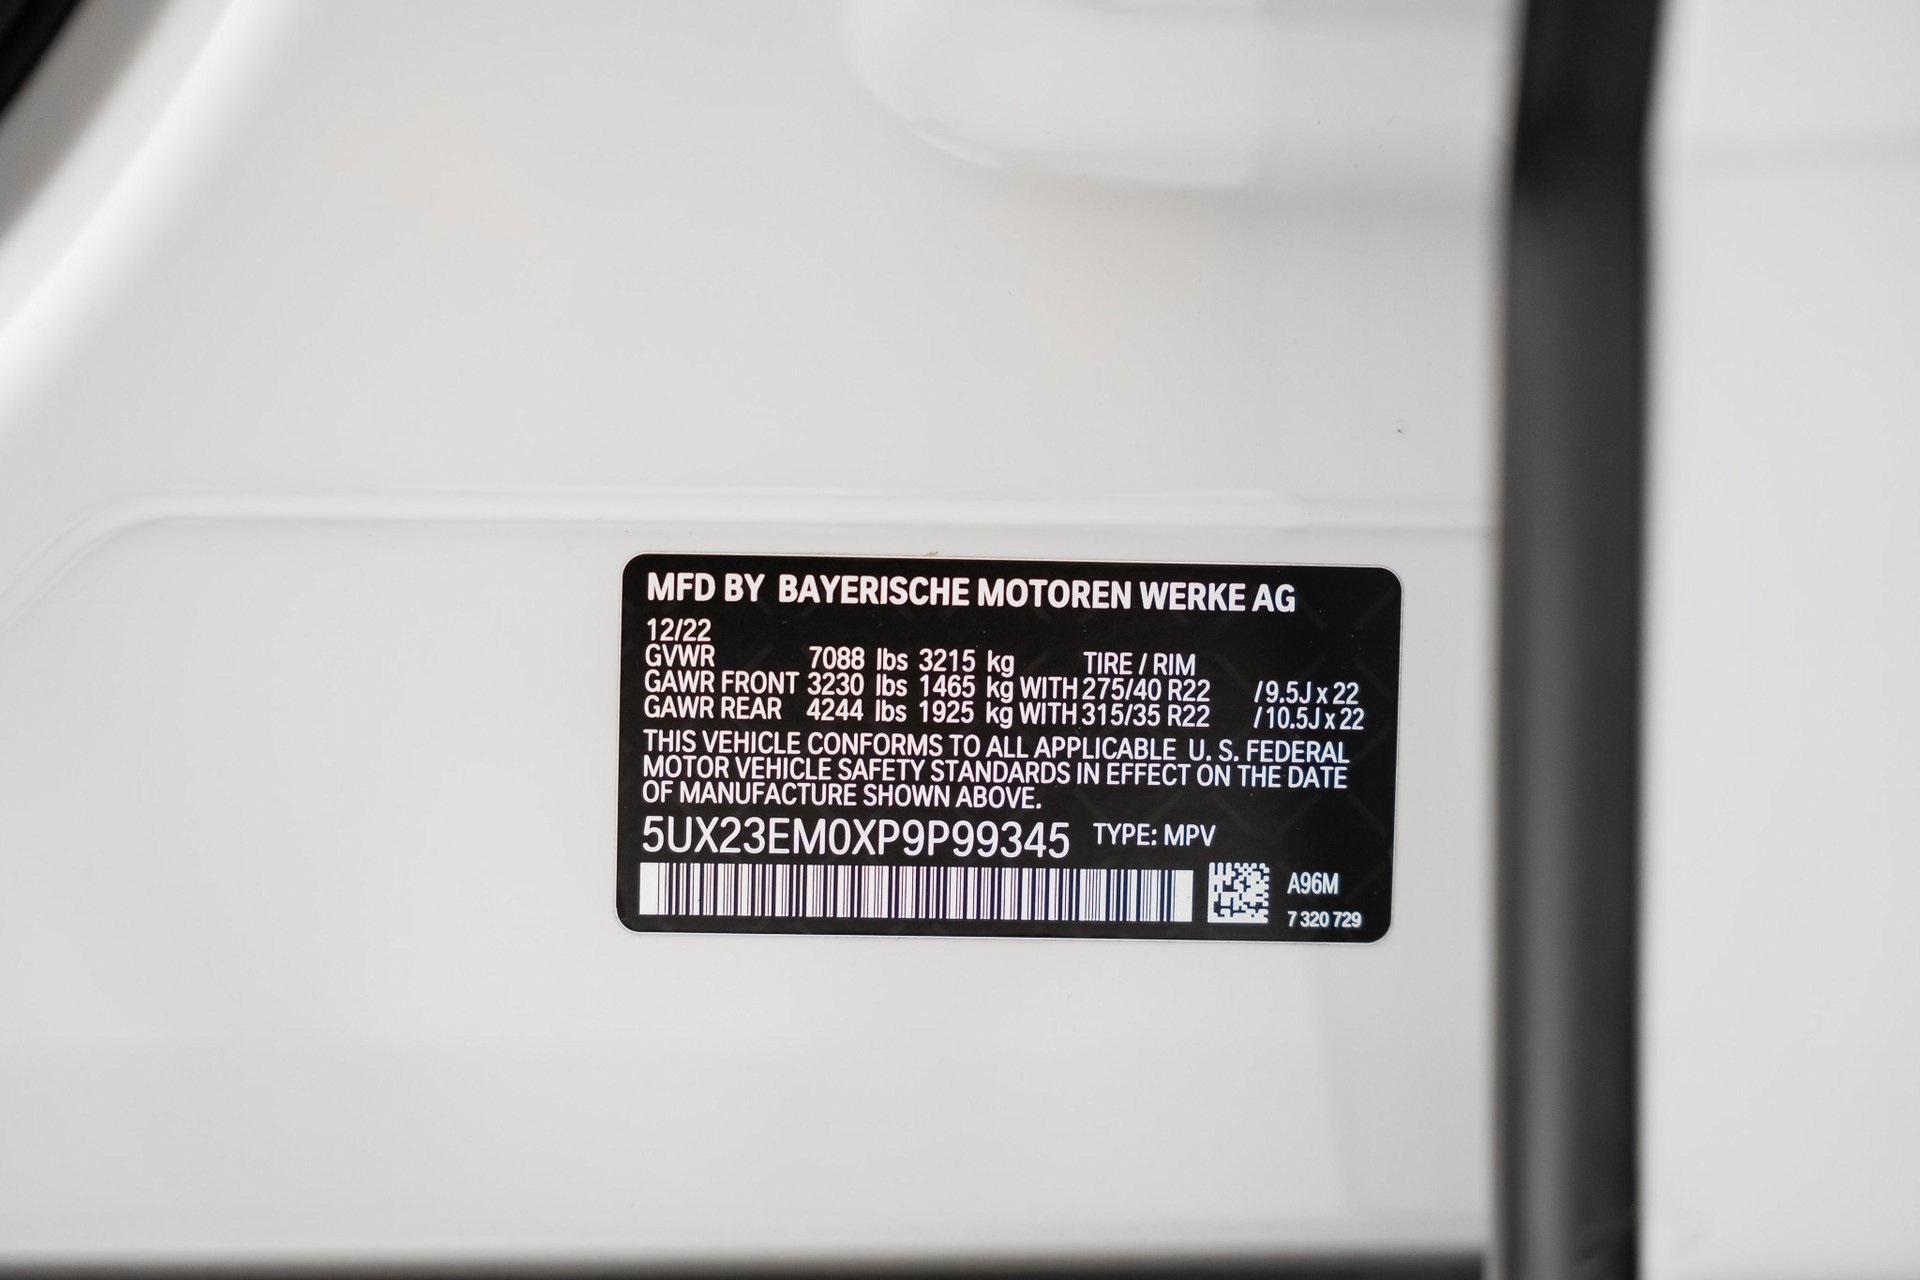 MFD BY BAYERISCHE MOTOREN WERKE AG
12/22
GVWR 7088 lbs 3215 kg TIRE / RIM
GAWR FRONT 3230 lbs 1465 kg WITH 275/40 R22 / 9.5J x 22
GAWR REAR 4244 lbs 1925 kg WITH 315/35 R22 / 10.5J x 22
THIS VEHICLE CONFORMS TO ALL APPLICABLE U. S. FEDERAL
MOTOR VEHICLE SAFETY STANDARDS IN EFFECT ON THE DATE
OF MANUFACTURE SHOWN ABOVE.
5UX23EM0XP9P99345 TYPE: MPV
A96M
7 320 729